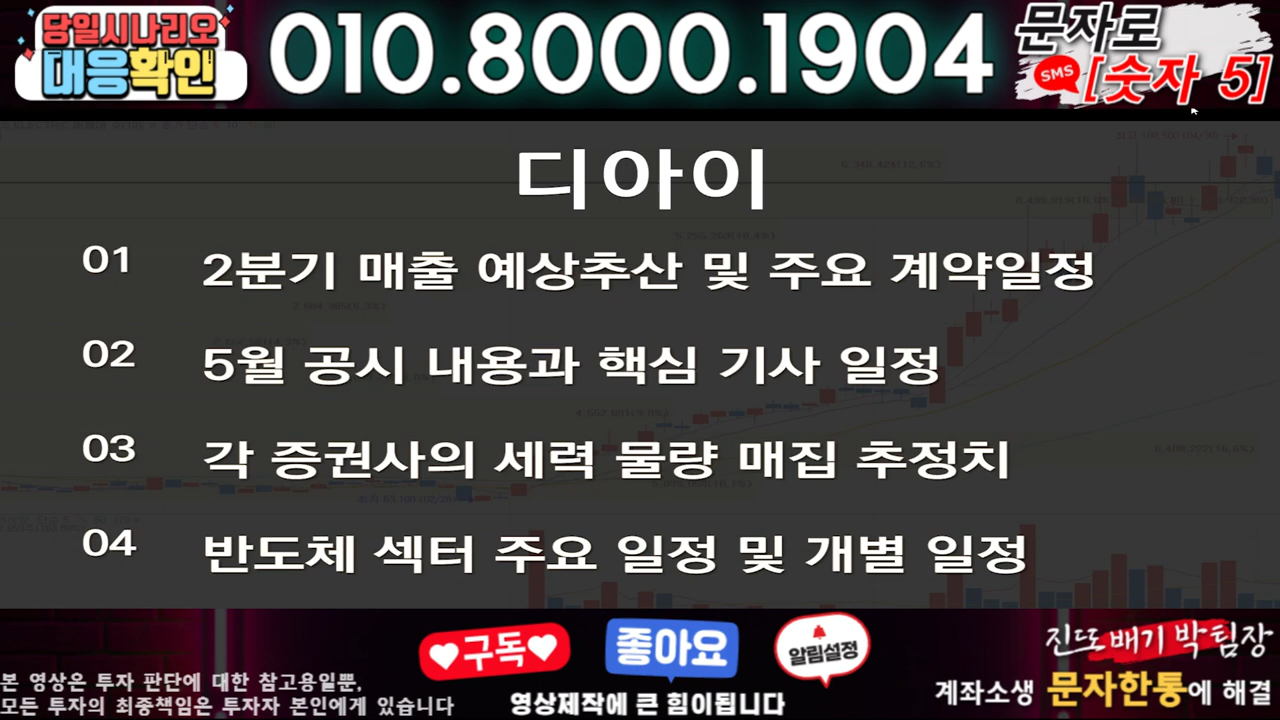 당일시나리오
대응확인
010.8000.1904
문자로
SMS [숫자 5]
디아이
01 2분기 매출 예상추산 및 주요 계약일정
02 5월 공시 내용과 핵심 기사 일정
03 각 증권사의 세력 물량 매집 추정치
04 반도체 섹터 주요 일정 및 개별 일정
구독
좋아요
알림설정
영상제작에 큰 힘이됩니다
본 영상은 투자 판단에 대한 참고용일뿐,
모든 투자의 최종책임은 투자자 본인에게 있습니다
진또배기 박팀장
계좌소생 문자한통에 해결